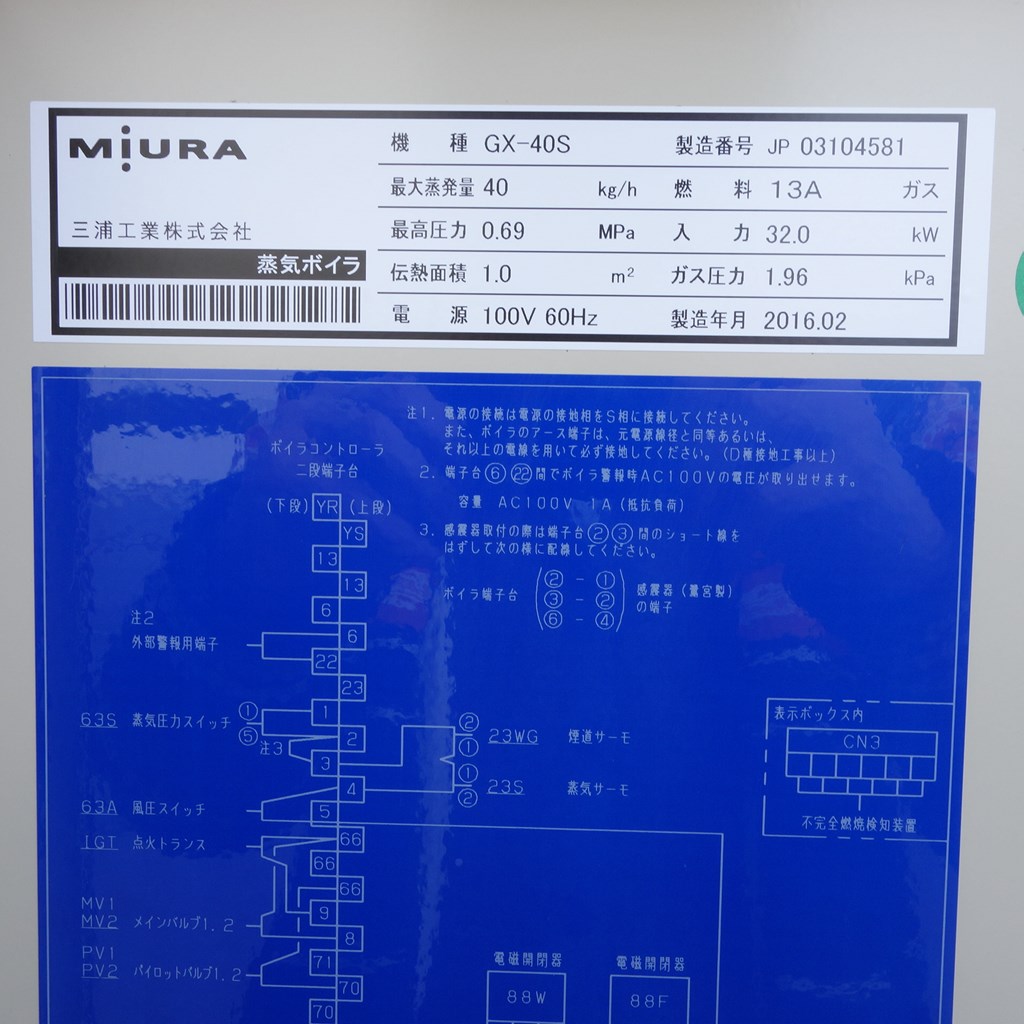 MIURA
三浦工業株式会社
蒸気ボイラ
機 種 GX-40S 製造番号 JP 03104581
最大蒸発量 40 kg/h 燃 料 13A ガス
最高圧力 0.69 MPa 入 力 32.0 kW
伝熱面積 1.0 m² ガス圧力 1.96 kPa
電 源 100V 60Hz 製造年月 2016.02
注1. 電源の接続は電源の接地相をS相に接続してください。
また、ボイラのアース端子は、元電源線径と同等あるいは、
それ以上の電線を用いて必ず接地してください。(D種接地工事以上)
2. 端子台⑥㉒間でボイラ警報時AC100Vの電圧が取り出せます。
容量 AC100V 1A (抵抗負荷)
3. 感震器取付の際は端子台②③間のショート線を
はずして次の様に配線してください。
ボイラ端子台
② - ①
③ - ②
⑥ - ④
感震器(鷺宮製)
の端子
ボイラコントローラ
二段端子台
(下段) YR (上段)
YS
13
13
6
注2
外部警報用端子
6
22
23
63S 蒸気圧力スイッチ ① 1
⑤ 注3
2
3
② 23WG 煙道サーモ
①
① 23S 蒸気サーモ
②
4
63A 風圧スイッチ 5
IGT 点火トランス 66
66
66
MV1
MV2 メインバルブ1.2 9
8
PV1
PV2 パイロットバルブ1.2 71
70
70
表示ボックス内
CN3
不完全燃焼検知装置
電磁開閉器
88W
電磁開閉器
88F